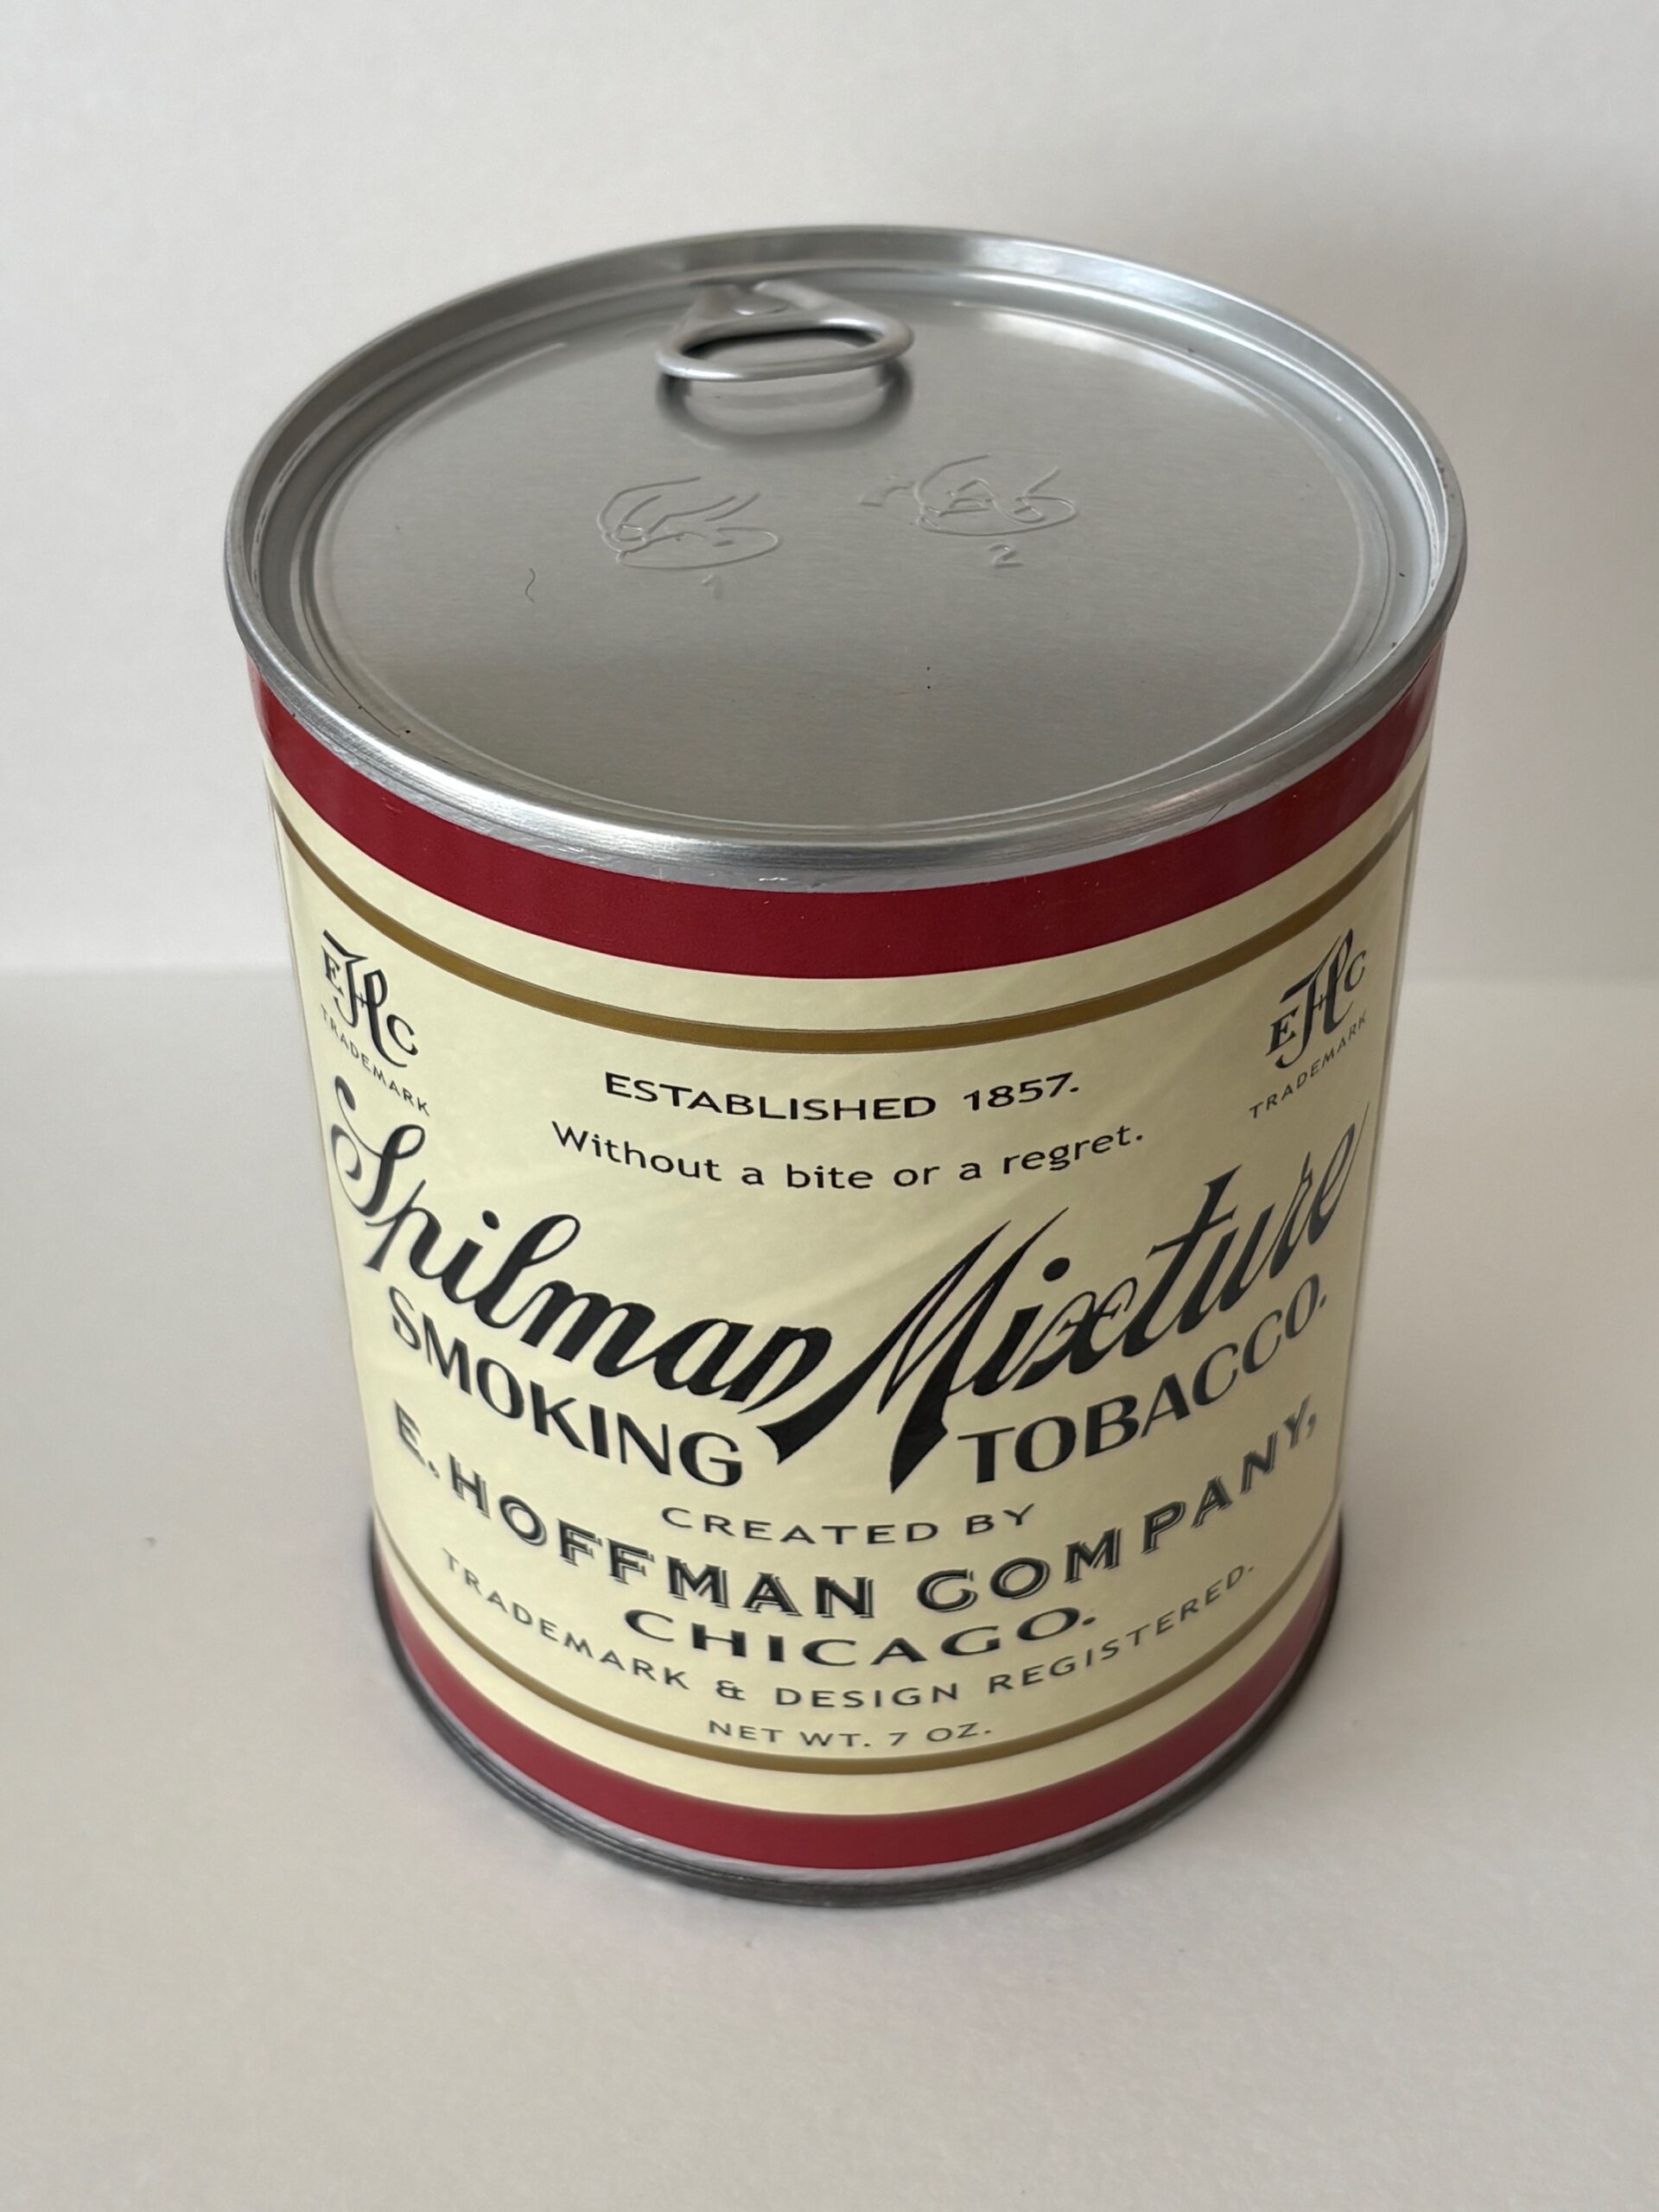 1
2
EHC
TRADEMARK
EHC
TRADEMARK
ESTABLISHED 1857.
Without a bite or a regret.
Spilman Mixture
SMOKING TOBACCO.
CREATED BY
E. HOFFMAN COMPANY,
CHICAGO.
TRADEMARK & DESIGN REGISTERED.
NET WT. 7 OZ.